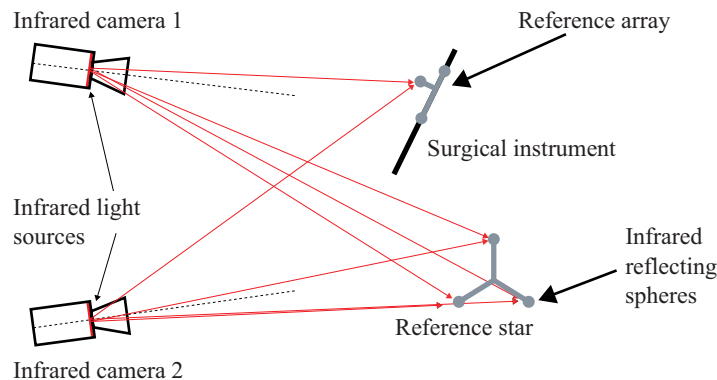 Infrared camera 1
Reference array
Surgical instrument
Infrared light
sources
Infrared
reflecting
spheres
Reference star
Infrared camera 2